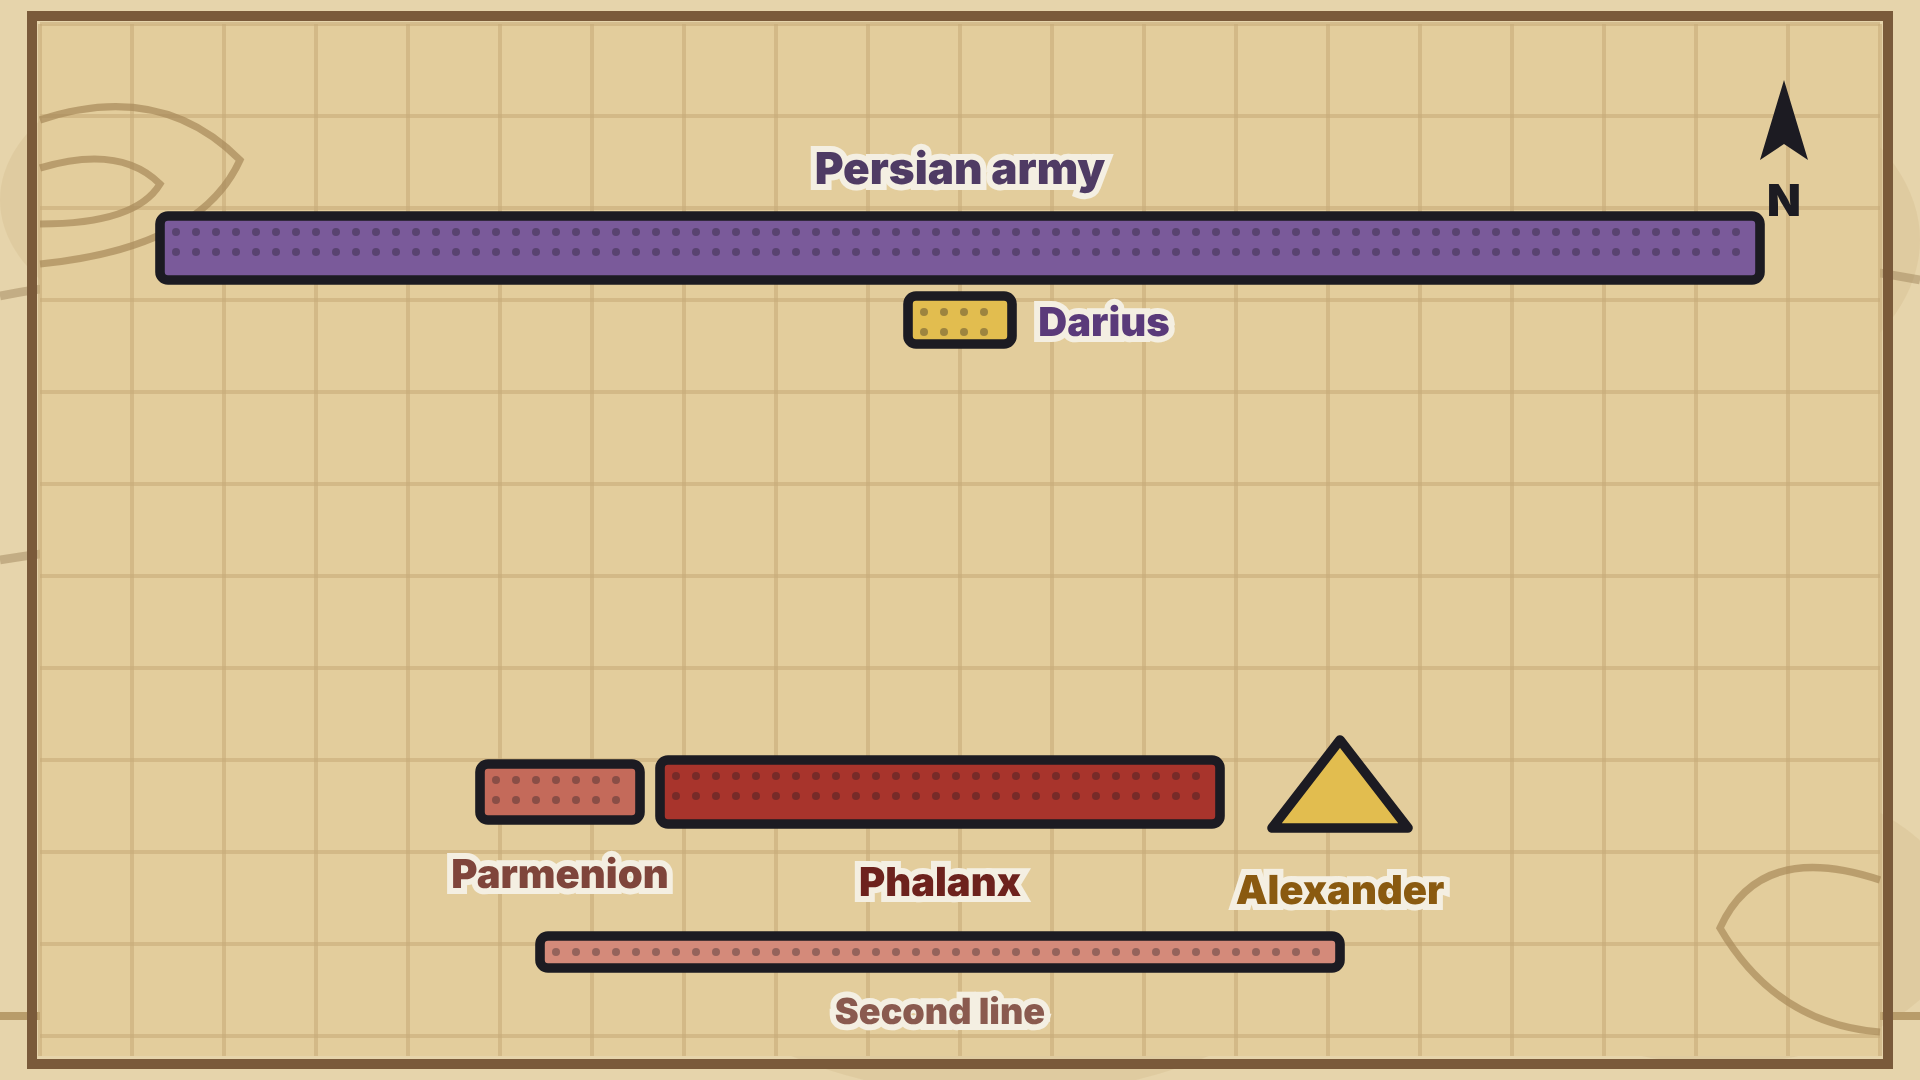 Persian army
N
Darius
Parmenion
Phalanx
Alexander
Second line